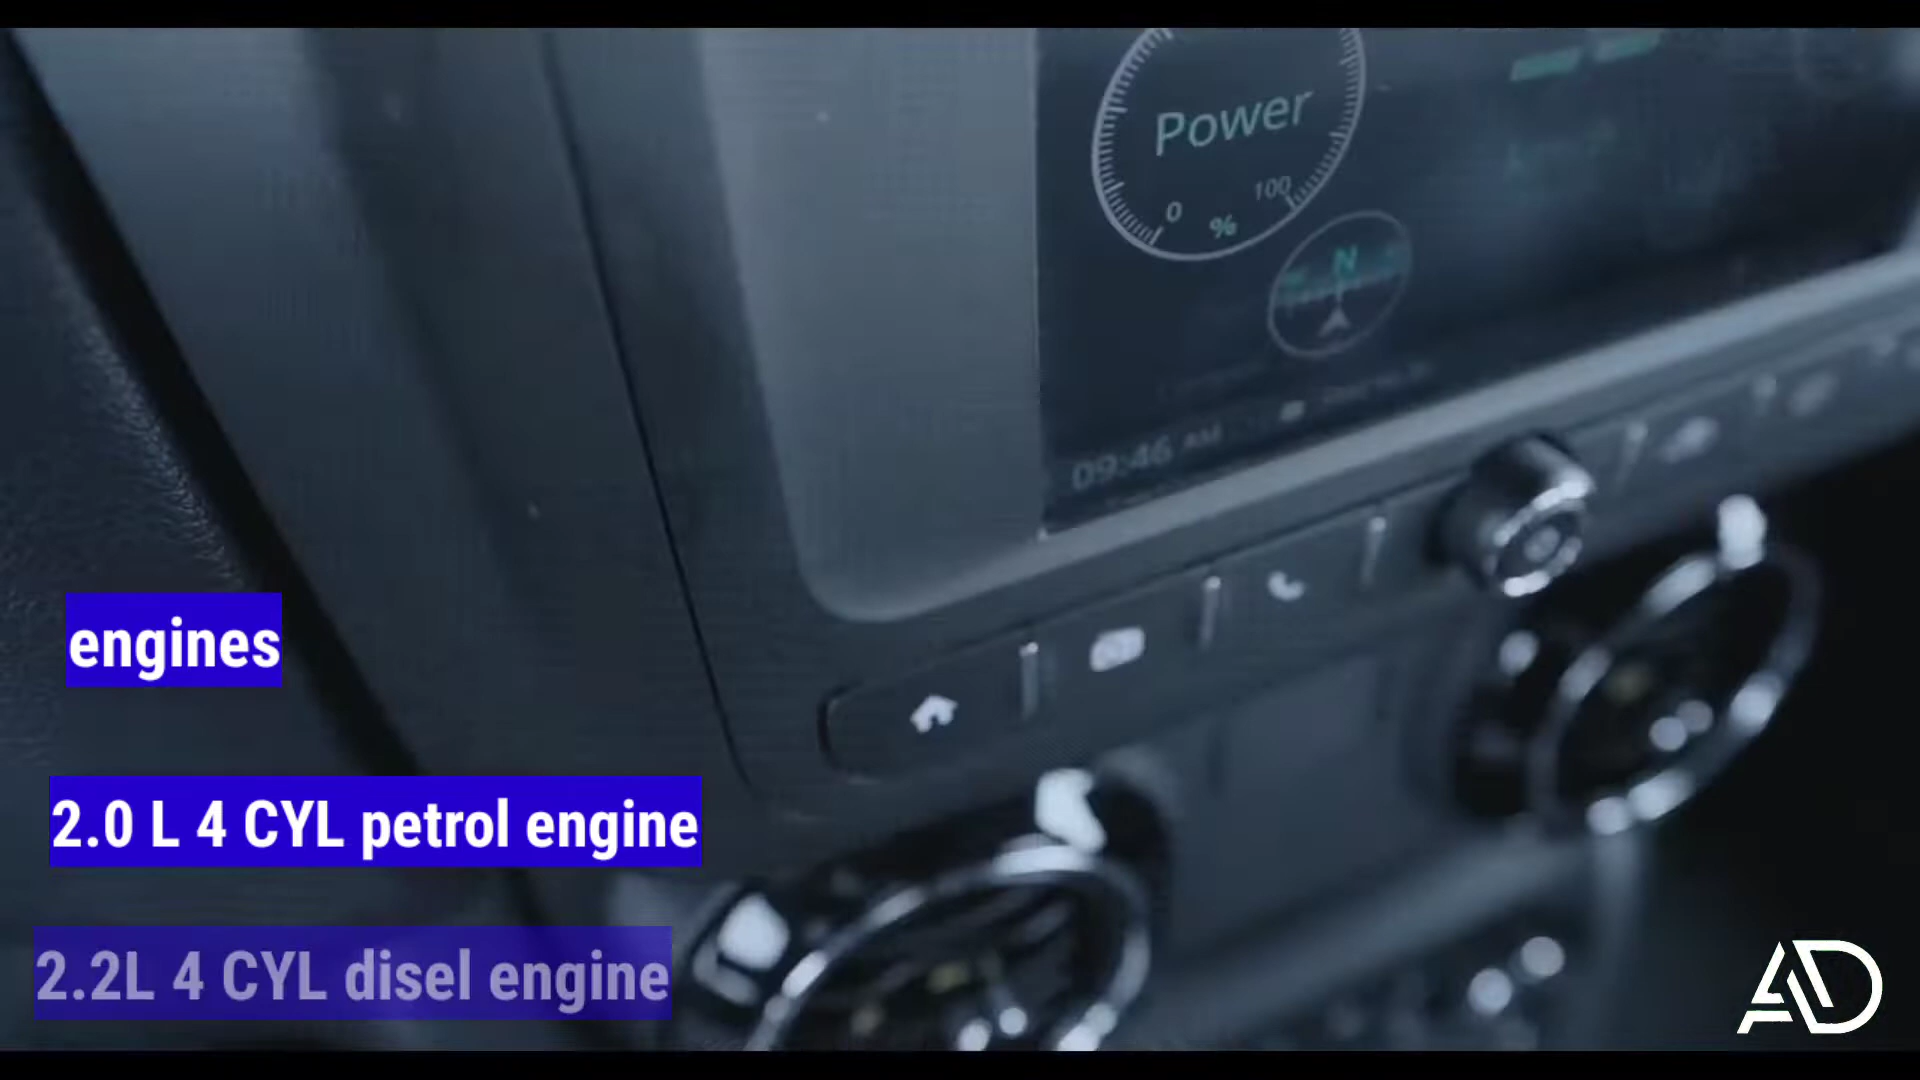 Power
0 % 100
N
09:46 AM
engines
2.0 L 4 CYL petrol engine
2.2L 4 CYL disel engine
AD